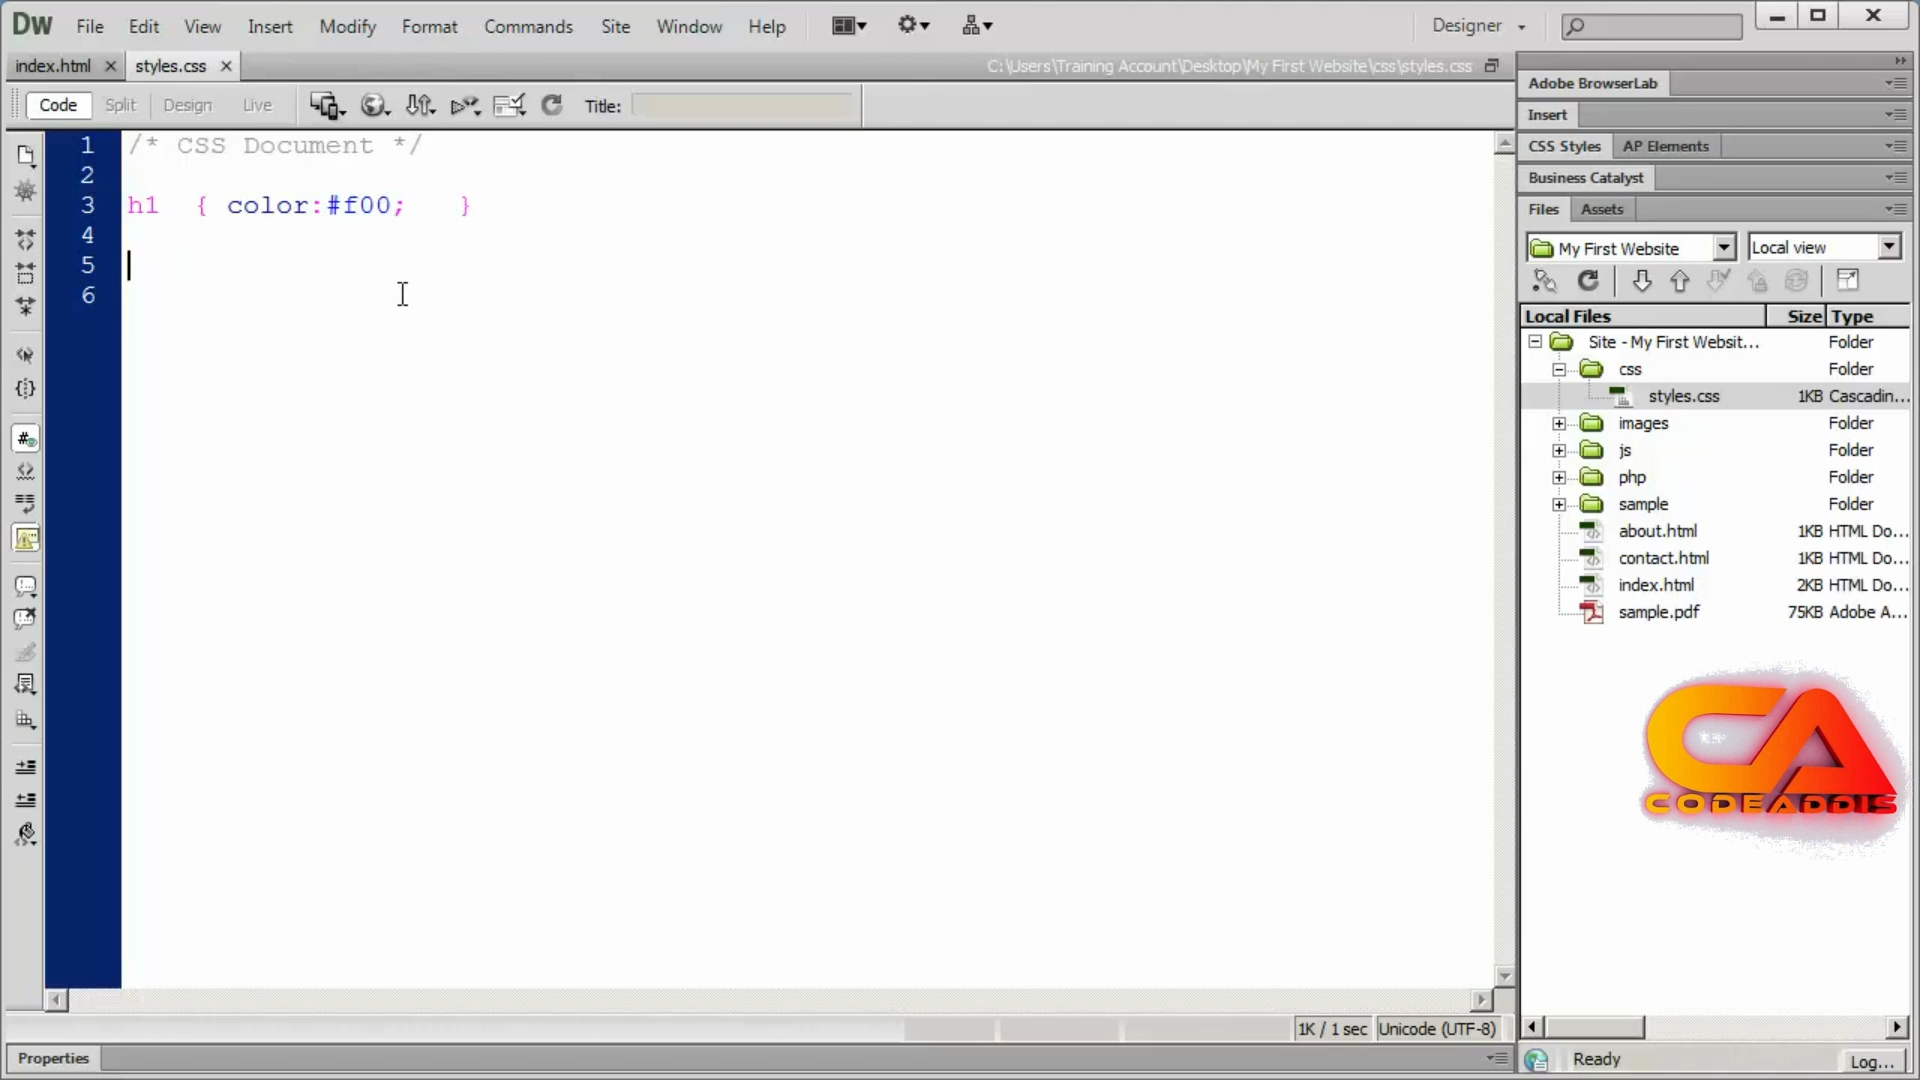 Dw File Edit View Insert Modify Format Commands Site Window Help Designer
index.html styles.css C:\Users\Training Account\Desktop\My First Website\css\styles.css
Code Split Design Live Title:
1 /* CSS Document */
2
3 h1 { color:#f00; }
4
5
6
1K / 1 sec Unicode (UTF-8)
Properties
Adobe BrowserLab
Insert
CSS Styles AP Elements
Business Catalyst
Files Assets
My First Website Local view
Local Files Size Type
Site - My First Websit... Folder
css Folder
styles.css 1KB Cascadin...
images Folder
js Folder
php Folder
sample Folder
about.html 1KB HTML Do...
contact.html 1KB HTML Do...
index.html 2KB HTML Do...
sample.pdf 75KB Adobe A...
CA
CODEADDIS
Ready Log...